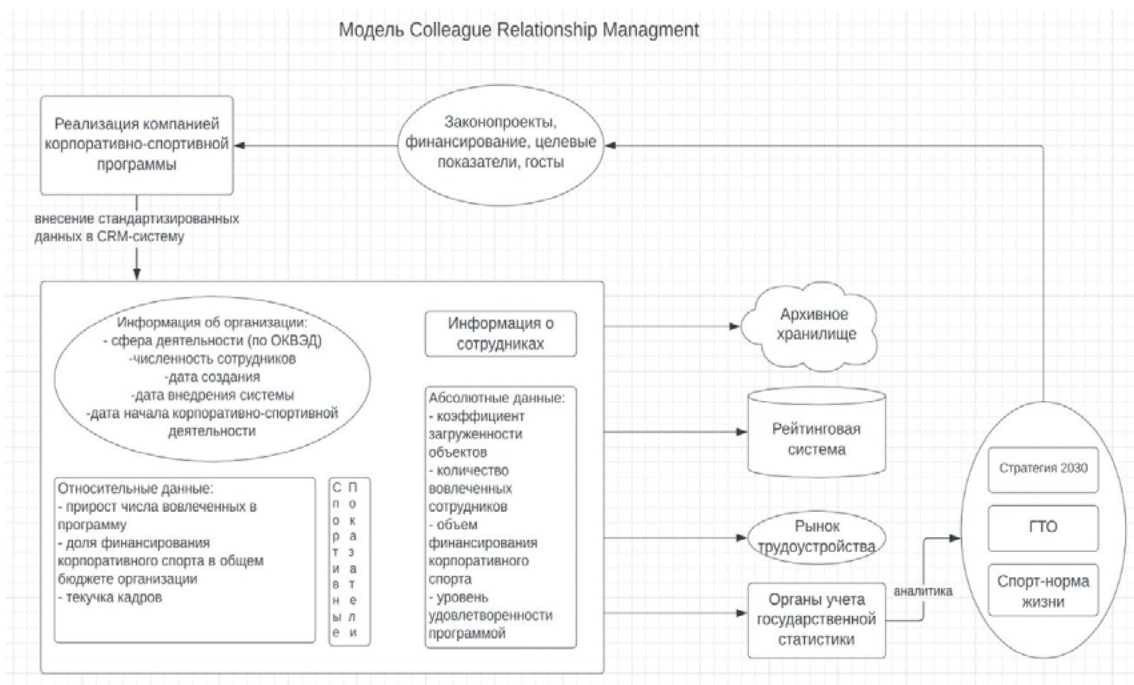 Модель Colleague Relationship Managment
Реализация компанией
корпоративно-спортивной
программы
Законопроекты,
финансирование, целевые
показатели, госты
внесение стандартизированных
данных в CRM-систему
Информация об организации:
- сфера деятельности (по ОКВЭД)
-численность сотрудников
-дата создания
-дата внедрения системы
-дата начала корпоративно-спортивной
деятельности
Информация о
сотрудниках
Относительные данные:
- прирост числа вовлеченных в
программу
- доля финансирования
корпоративного спорта в общем
бюджете организации
- текучка кадров
Спортивные
Показатели
Абсолютные данные:
- коэффициент
загруженности
объектов
- количество
вовлеченных
сотрудников
- объем
финансирования
корпоративного
спорта
- уровень
удовлетворенности
программой
Архивное
хранилище
Рейтинговая
система
Рынок
трудоустройства
Органы учета
государственной
статистики
аналитика
Стратегия 2030
ГТО
Спорт-норма
жизни